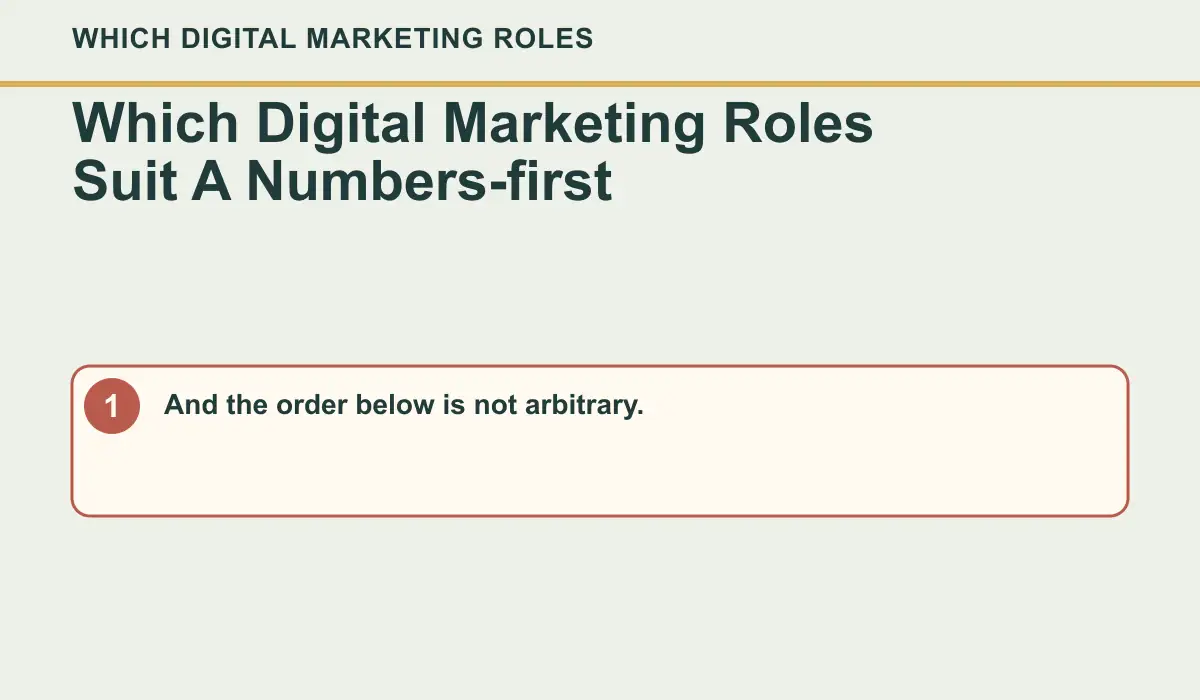 WHICH DIGITAL MARKETING ROLES
Which Digital Marketing Roles
Suit A Numbers-first
1
And the order below is not arbitrary.